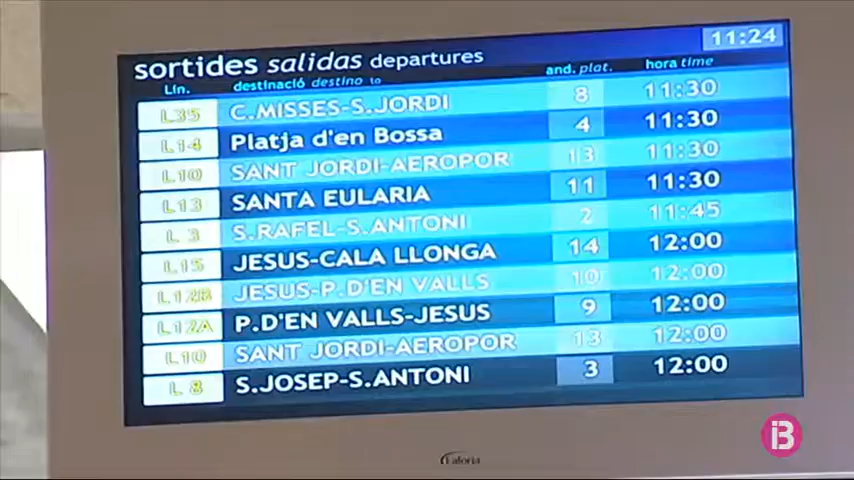 sortides salidas departures 11:24
Lín. destinació destino to and. plat. hora time
L35 C.MISSES-S.JORDI 8 11:30
L14 Platja d'en Bossa 4 11:30
L10 SANT JORDI-AEROPOR 13 11:30
L13 SANTA EULARIA 11 11:30
L 3 S.RAFEL-S.ANTONI 2 11:45
L15 JESUS-CALA LLONGA 14 12:00
L12B JESUS-P.D'EN VALLS 10 12:00
L12A P.D'EN VALLS-JESUS 9 12:00
L10 SANT JORDI-AEROPOR 13 12:00
L 8 S.JOSEP-S.ANTONI 3 12:00
IB